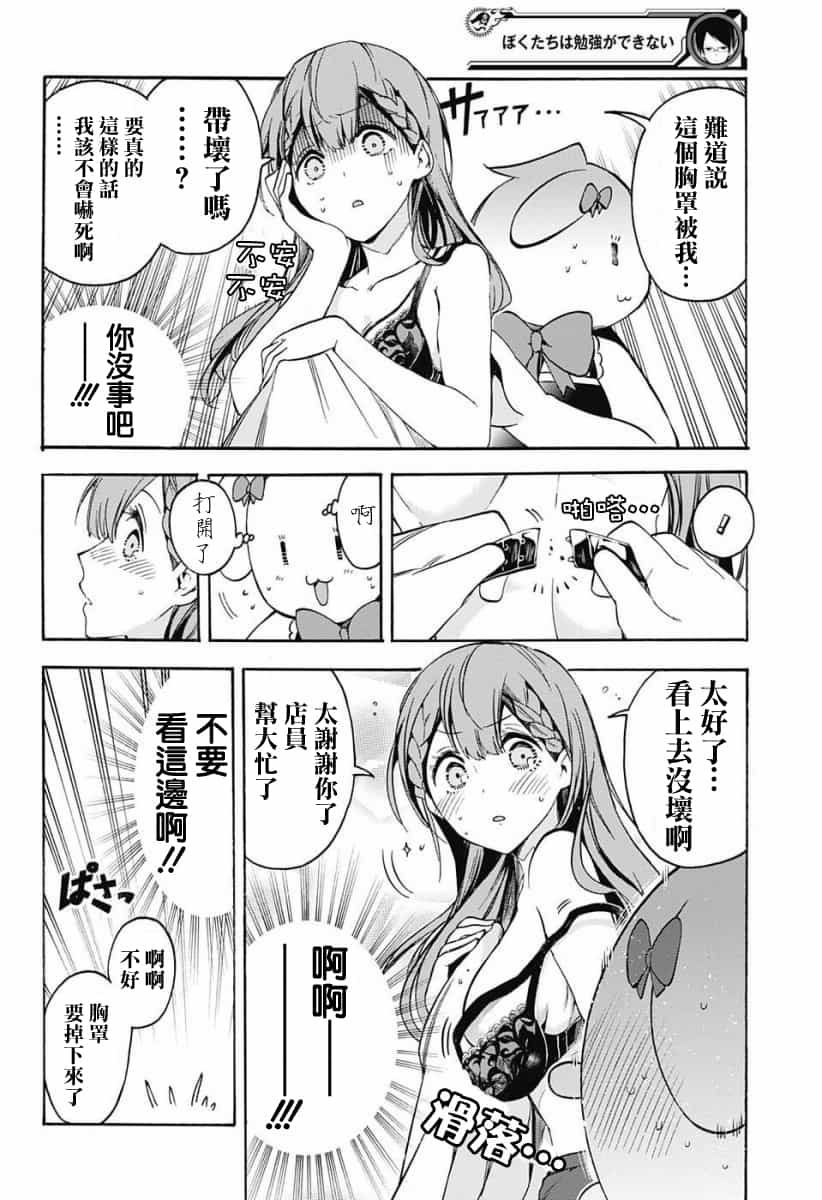 ぼくたちは勉強ができない
難道説
這個胸罩被我…
サァァァ…
帶壞了嗎
……?
要真的
這樣的話
我該不會嚇死啊
……
不安
不安
你沒事吧
——!!!
!
啪嗒…
啊
打開了
太好了…
看上去沒壞啊
太謝謝你了
店員
幫大忙了
滑落…
啊啊
——!!!
不要
看這邊啊!!
ぱさっ
啊啊
不好
胸罩
要掉下來了